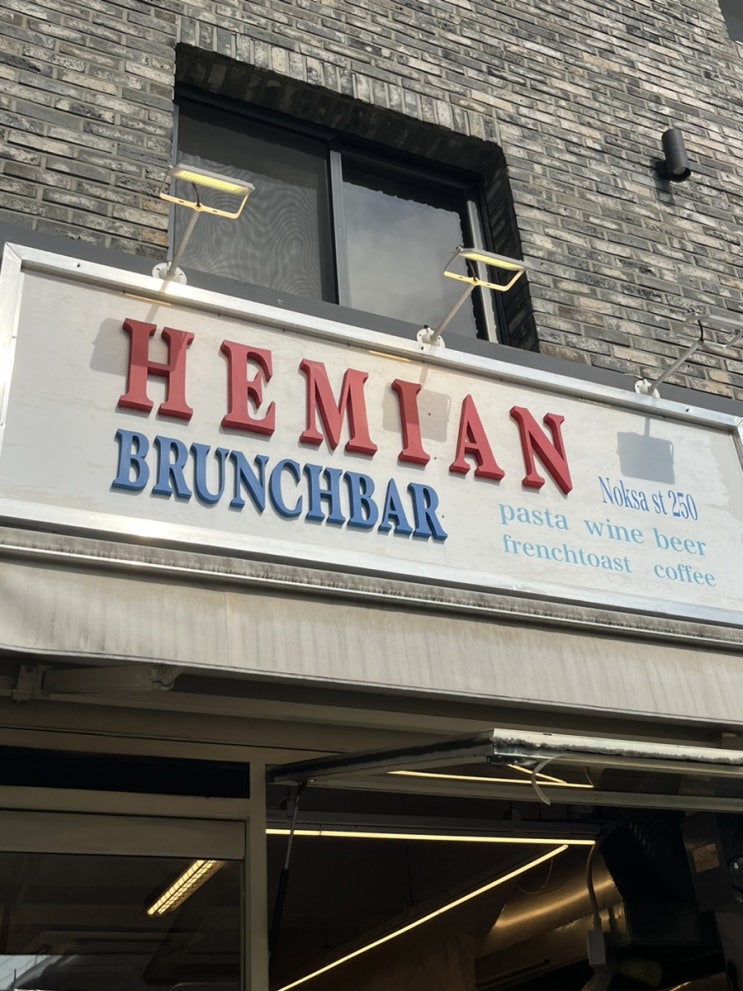 HEMIAN
BRUNCHBAR
Noksa st 250
pasta wine beer
frenchtoast coffee